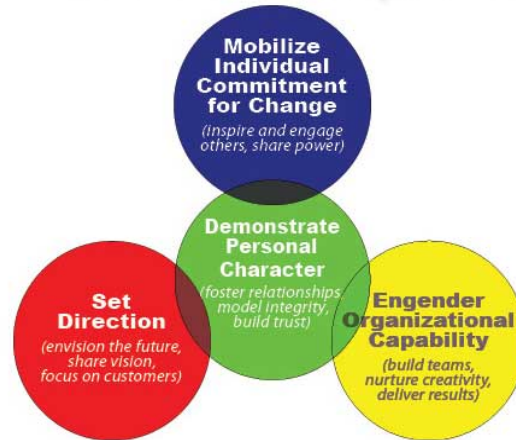 Mobilize
Individual
Commitment
for Change
(inspire and engage
others, share power)
Demonstrate
Personal
Character
(foster relationships,
model integrity,
build trust)
Set
Direction
(envision the future,
share vision,
focus on customers)
Engender
Organizational
Capability
(build teams,
nurture creativity,
deliver results)